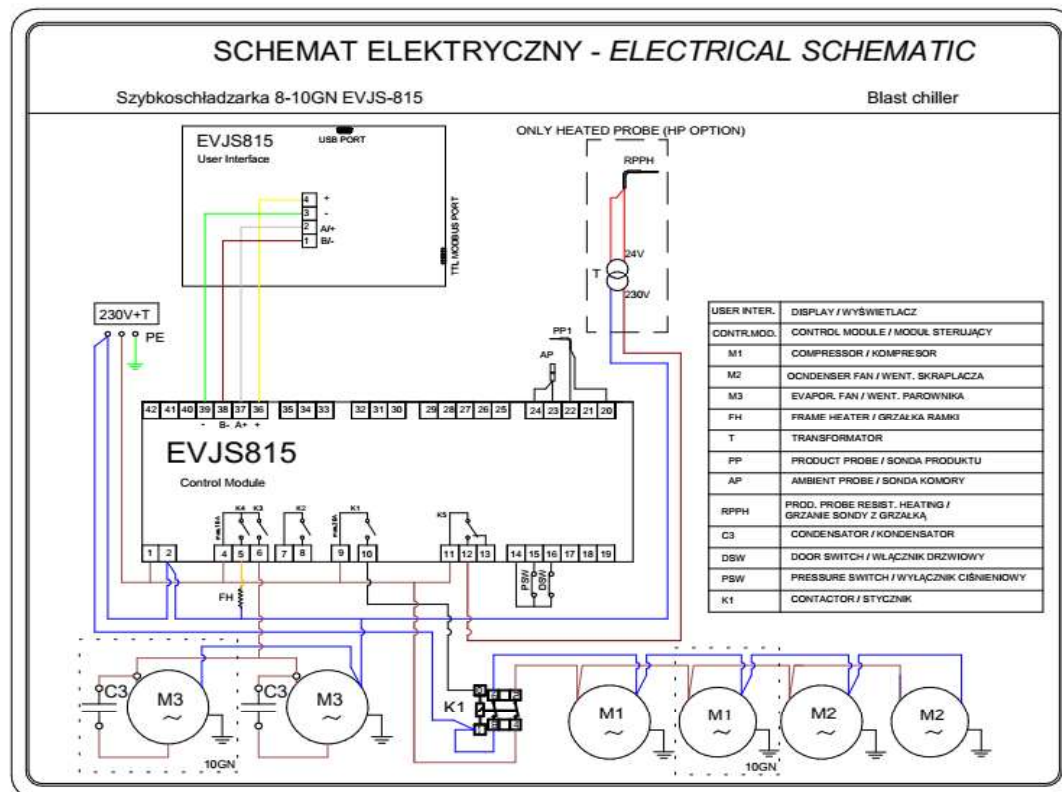 SCHEMAT ELEKTRYCZNY - ELECTRICAL SCHEMATIC
Szybkoschładzarka 8-10GN EVJS-815
Blast chiller
EVJS815
User Interface
USB PORT
TTL MODBUS PORT
4 +
3 -
2 A/+
1 B/-
ONLY HEATED PROBE (HP OPTION)
RPPH
24V
T
230V
230V+T
PE
PP1
AP
42 41 40 39 38 37 36 35 34 33 32 31 30 29 28 27 26 25 24 23 22 21 20
- B- A+ +
EVJS815
Control Module
K4 K3 K2 K1 K5
1 2 4 5 6 7 8 9 10 11 12 13 14 15 16 17 18 19
FH
PSW
DSW
USER INTER. DISPLAY / WYŚWIETLACZ
CONTR.MOD. CONTROL MODULE / MODUŁ STERUJĄCY
M1 COMPRESSOR / KOMPRESOR
M2 OCNDENSER FAN / WENT. SKRAPLACZA
M3 EVAPOR. FAN / WENT. PAROWNIKA
FH FRAME HEATER / GRZAŁKA RAMKI
T TRANSFORMATOR
PP PRODUCT PROBE / SONDA PRODUKTU
AP AMBIENT PROBE / SONDA KOMORY
RPPH PROD. PROBE RESIST. HEATING /
GRZANIE SONDY Z GRZAŁKĄ
C3 CONDENSATOR / KONDENSATOR
DSW DOOR SWITCH / WŁĄCZNIK DRZWIOWY
PSW PRESSURE SWITCH / WYŁĄCZNIK CIŚNIENIOWY
K1 CONTACTOR / STYCZNIK
C3
M3
~
10GN
C3
M3
~
K1
M1
~
M1
~
10GN
M2
~
M2
~